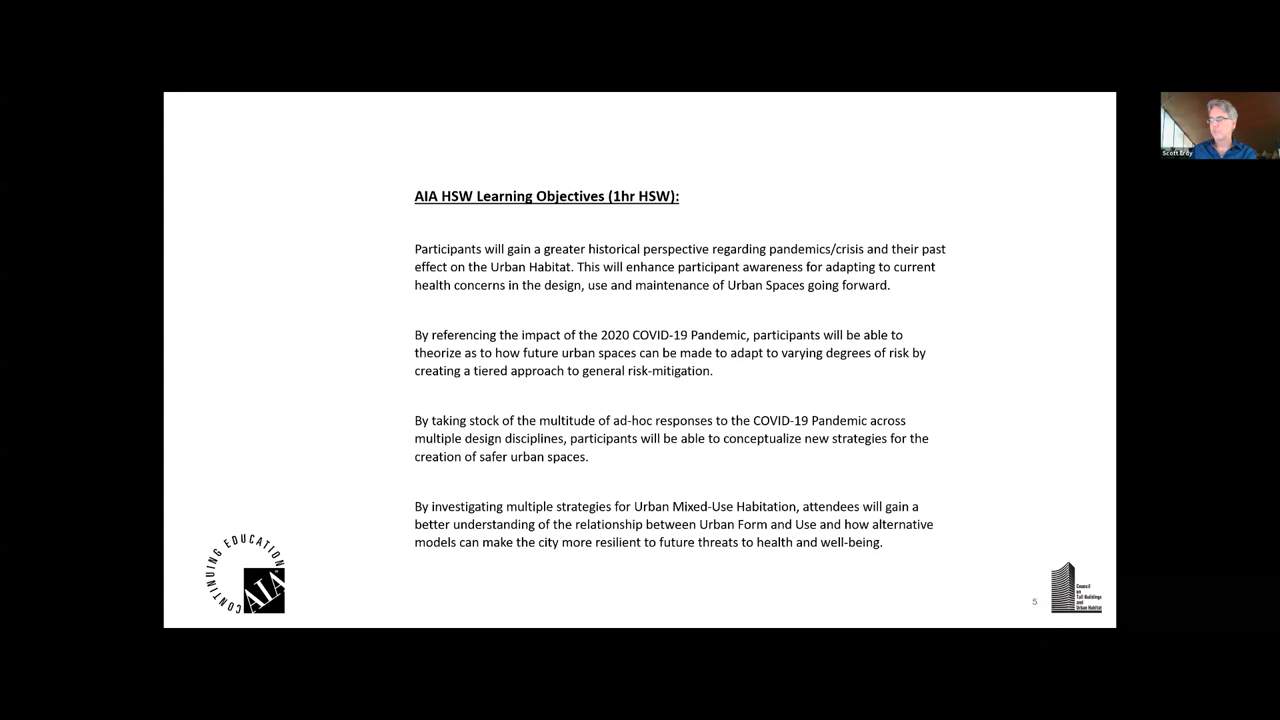 AIA HSW Learning Objectives (1hr HSW):
Participants will gain a greater historical perspective regarding pandemics/crisis and their past
effect on the Urban Habitat. This will enhance participant awareness for adapting to current
health concerns in the design, use and maintenance of Urban Spaces going forward.
By referencing the impact of the 2020 COVID-19 Pandemic, participants will be able to
theorize as to how future urban spaces can be made to adapt to varying degrees of risk by
creating a tiered approach to general risk-mitigation.
By taking stock of the multitude of ad-hoc responses to the COVID-19 Pandemic across
multiple design disciplines, participants will be able to conceptualize new strategies for the
creation of safer urban spaces.
By investigating multiple strategies for Urban Mixed-Use Habitation, attendees will gain a
better understanding of the relationship between Urban Form and Use and how alternative
models can make the city more resilient to future threats to health and well-being.
CONTINUING EDUCATION
AIA
5
Council
on
Tall Buildings
and
Urban Habitat
Scott